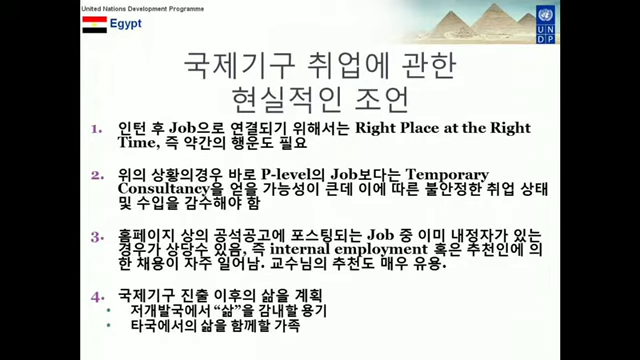 United Nations Development Programme
Egypt
UN
DP
국제기구 취업에 관한
현실적인 조언
1. 인턴 후 Job으로 연결되기 위해서는 Right Place at the Right
Time, 즉 약간의 행운도 필요
2. 위의 상황의경우 바로 P-level의 Job보다는 Temporary
Consultancy을 얻을 가능성이 큰데 이에 따른 불안정한 취업 상태
및 수입을 감수해야 함
3. 홈페이지 상의 공석공고에 포스팅되는 Job 중 이미 내정자가 있는
경우가 상당수 있음, 즉 internal employment 혹은 추천인에 의
한 채용이 자주 일어남. 교수님의 추천도 매우 유용.
4. 국제기구 진출 이후의 삶을 계획
• 저개발국에서 “삶”을 감내할 용기
• 타국에서의 삶을 함께할 가족